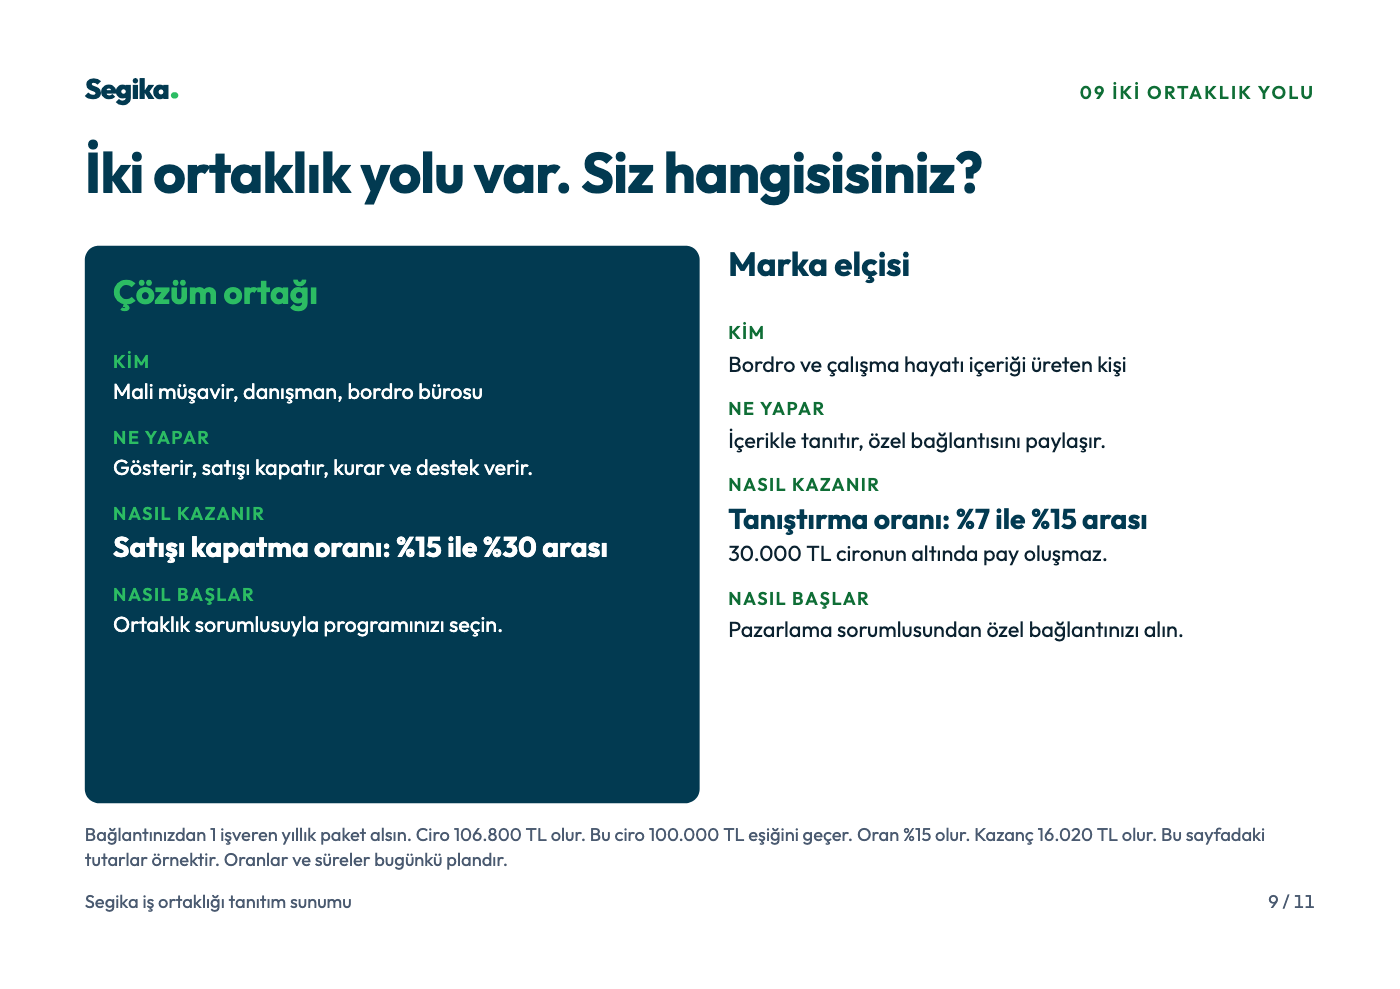 Segika.
09 İKİ ORTAKLIK YOLU
İki ortaklık yolu var. Siz hangisisiniz?
Çözüm ortağı
KİM
Mali müşavir, danışman, bordro bürosu
NE YAPAR
Gösterir, satışı kapatır, kurar ve destek verir.
NASIL KAZANIR
Satışı kapatma oranı: %15 ile %30 arası
NASIL BAŞLAR
Ortaklık sorumlusuyla programınızı seçin.
Marka elçisi
KİM
Bordro ve çalışma hayatı içeriği üreten kişi
NE YAPAR
İçerikle tanıtır, özel bağlantısını paylaşır.
NASIL KAZANIR
Tanıştırma oranı: %7 ile %15 arası
30.000 TL cironun altında pay oluşmaz.
NASIL BAŞLAR
Pazarlama sorumlusundan özel bağlantınızı alın.
Bağlantınızdan 1 işveren yıllık paket alsın. Ciro 106.800 TL olur. Bu ciro 100.000 TL eşiğini geçer. Oran %15 olur. Kazanç 16.020 TL olur. Bu sayfadaki
tutarlar örnektir. Oranlar ve süreler bugünkü plandır.
Segika iş ortaklığı tanıtım sunumu
9 / 11